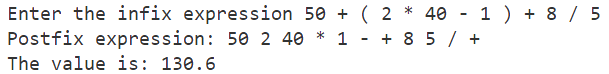 Enter the infix expression 50 + ( 2 * 40 - 1 ) + 8 / 5
Postfix expression: 50 2 40 * 1 - + 8 5 / +
The value is: 130.6